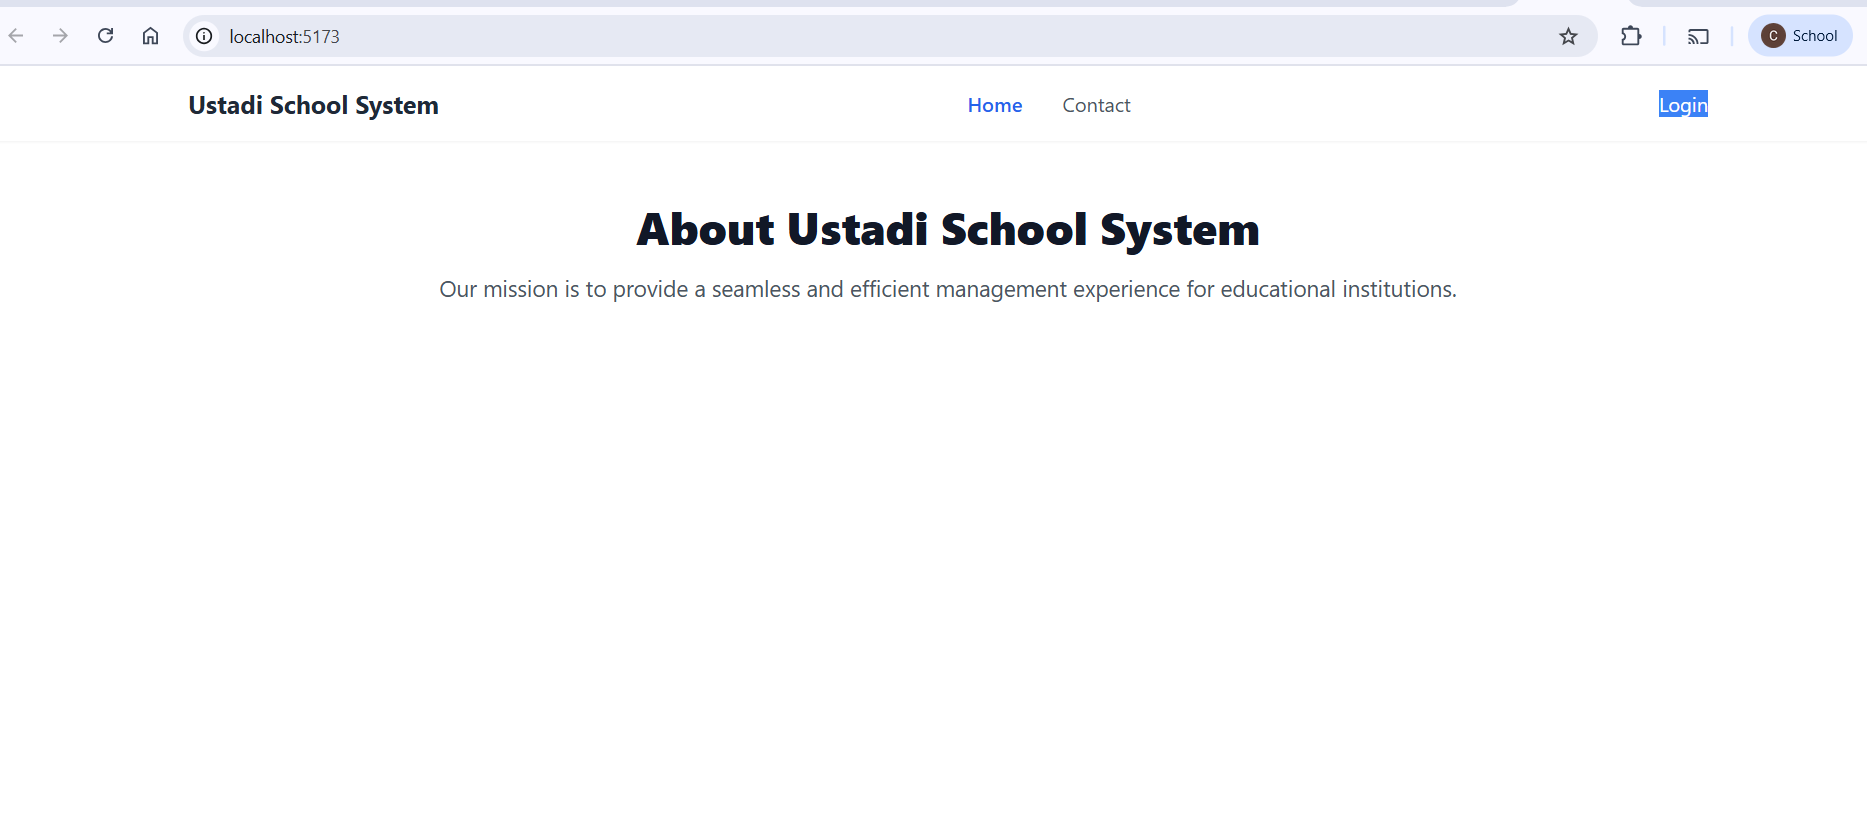 localhost:5173
C School
Ustadi School System
Home Contact
Login
About Ustadi School System
Our mission is to provide a seamless and efficient management experience for educational institutions.